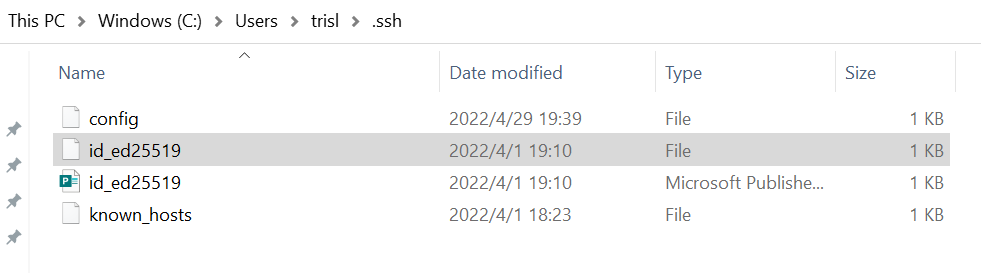 This PC > Windows (C:) > Users > trisl > .ssh
Name Date modified Type Size
config 2022/4/29 19:39 File 1 KB
id_ed25519 2022/4/1 19:10 File 1 KB
id_ed25519 2022/4/1 19:10 Microsoft Publishe... 1 KB
known_hosts 2022/4/1 18:23 File 1 KB